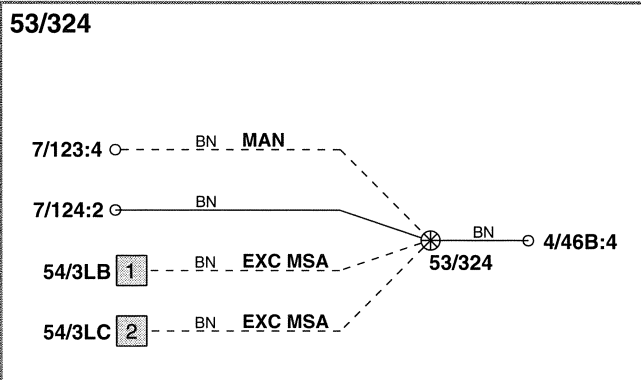 53/324
7/123:4 BN MAN
7/124:2 BN
BN 4/46B:4
53/324
54/3LB 1 BN EXC MSA
54/3LC 2 BN EXC MSA